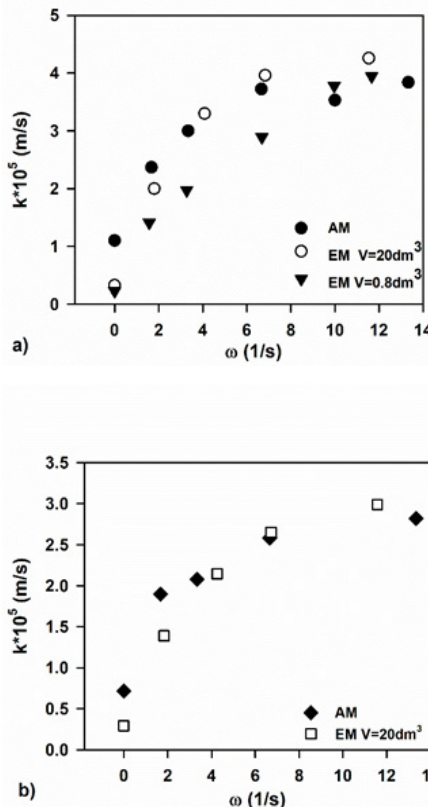 5
4
3
2
1
0
k*10⁵ (m/s)
AM
EM V=20dm³
EM V=0.8dm³
0 2 4 6 8 10 12 14
a)
ω (1/s)
3.5
3.0
2.5
2.0
1.5
1.0
0.5
0.0
k*10⁵ (m/s)
AM
EM V=20dm³
0 2 4 6 8 10 12 1
b)
ω (1/s)